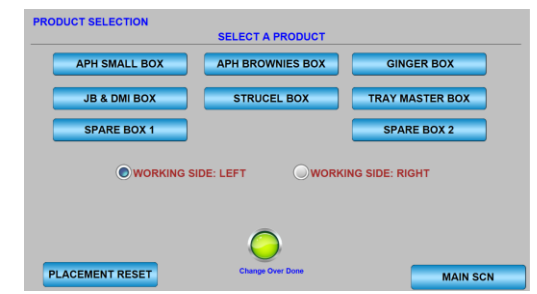 PRODUCT SELECTION
SELECT A PRODUCT
APH SMALL BOX APH BROWNIES BOX GINGER BOX
JB & DMI BOX STRUCEL BOX TRAY MASTER BOX
SPARE BOX 1 SPARE BOX 2
WORKING SIDE: LEFT WORKING SIDE: RIGHT
Change Over Done
PLACEMENT RESET MAIN SCN